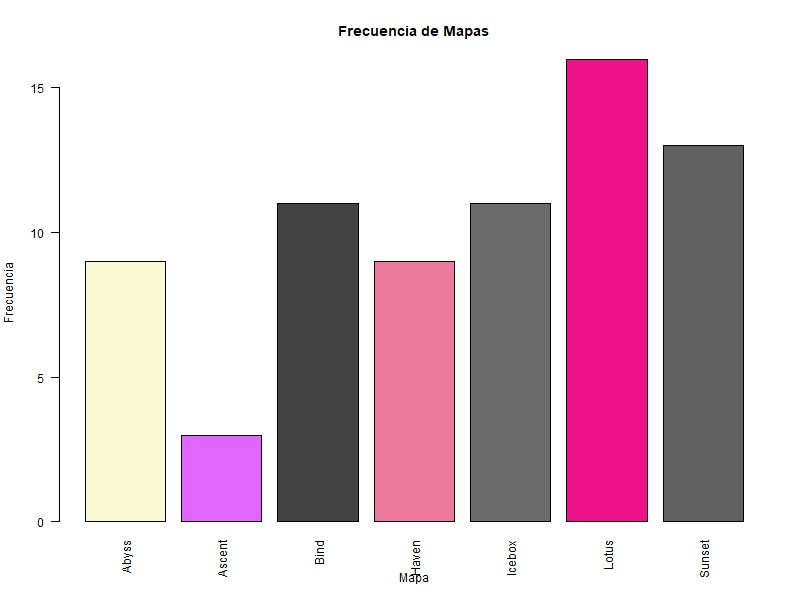 Frecuencia de Mapas
Frecuencia
15
10
5
0
Abyss
Ascent
Bind
Haven
Icebox
Lotus
Sunset
Mapa